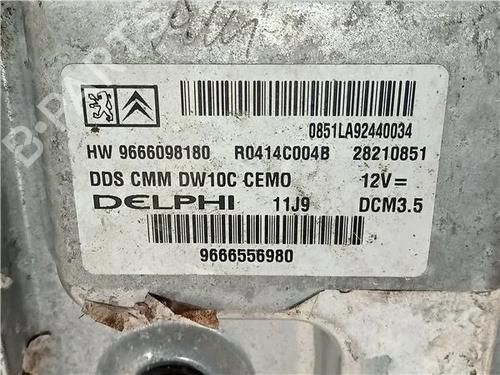 0851LA92440034
HW 9666098180 R0414C004B 28210851
DDS CMM DW10C CEMO 12V=
DELPHI 11J9 DCM3.5
9666556980